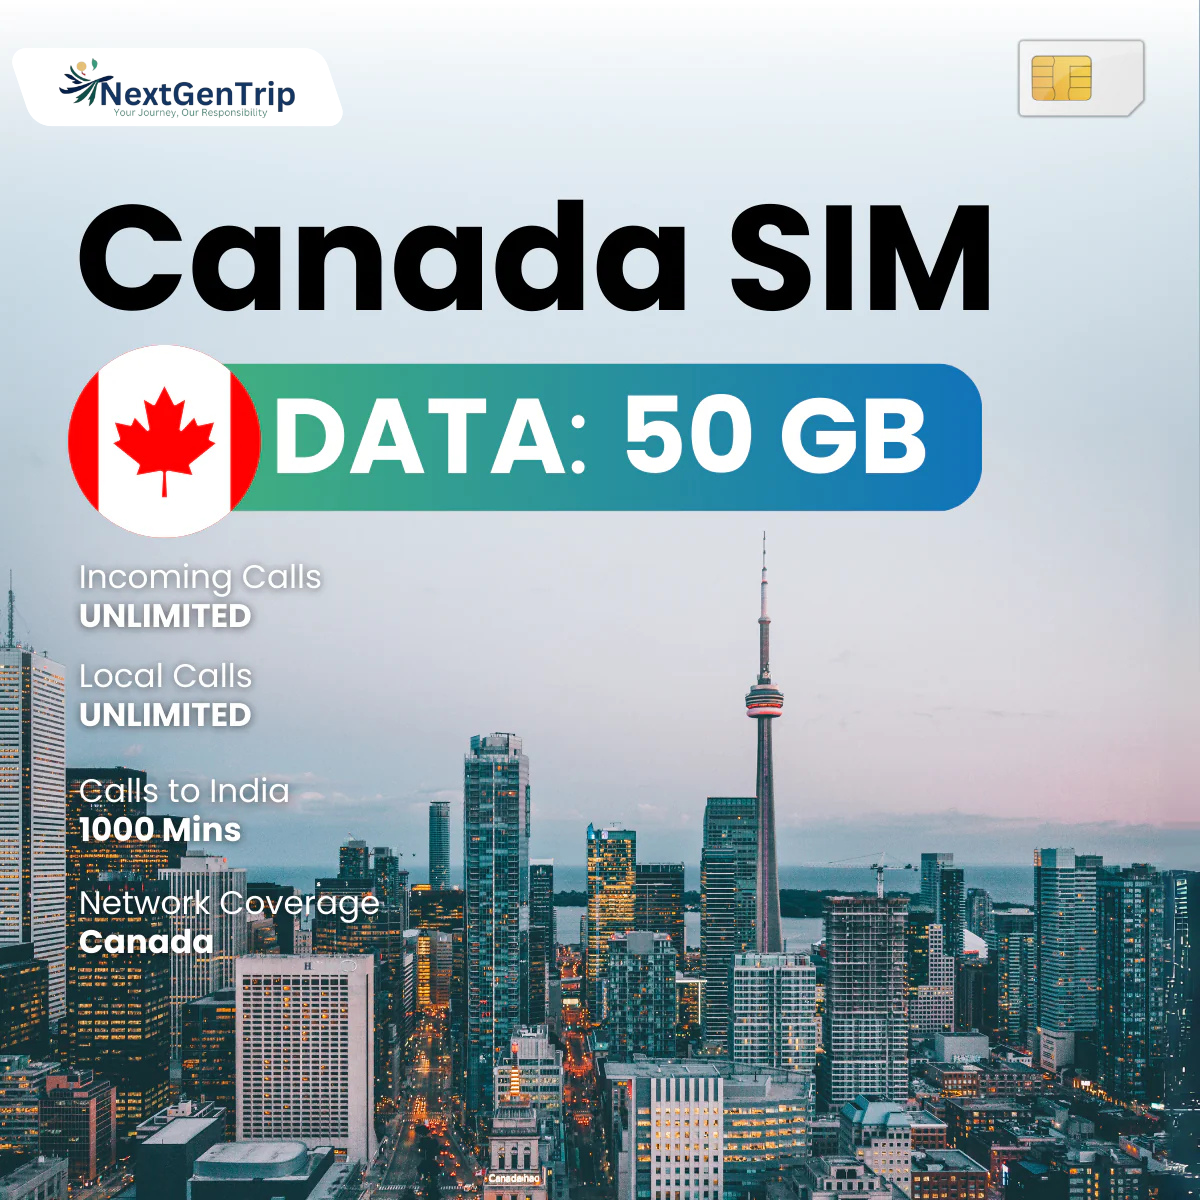 NextGenTrip
Your Journey, Our Responsibility
Canada SIM
DATA: 50 GB
Incoming Calls
UNLIMITED
Local Calls
UNLIMITED
Calls to India
1000 Mins
Network Coverage
Canada
H
Canadaihao